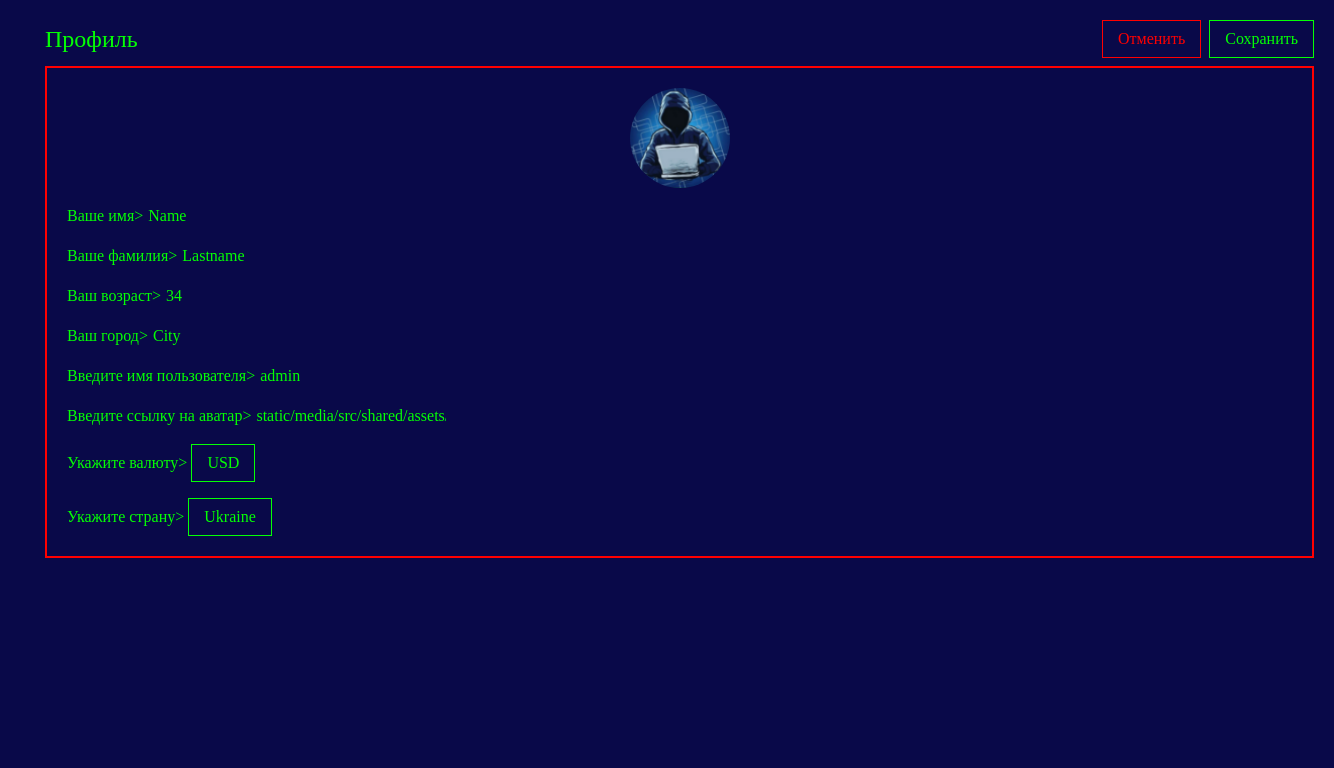 Профиль
Отменить
Сохранить
Ваше имя> Name
Ваше фамилия> Lastname
Ваш возраст> 34
Ваш город> City
Введите имя пользователя> admin
Введите ссылку на аватар> static/media/src/shared/assets
Укажите валюту> USD
Укажите страну> Ukraine